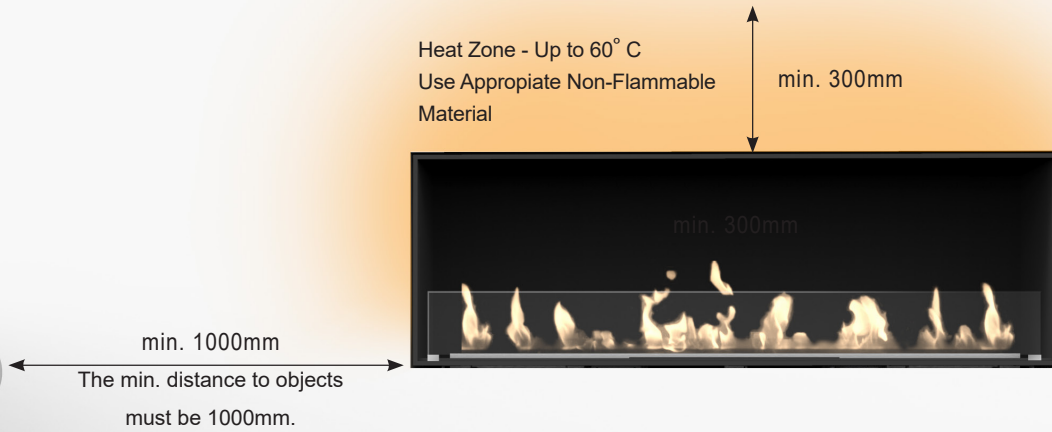 Heat Zone - Up to 60° C
Use Appropiate Non-Flammable
Material
min. 300mm
min. 300mm
min. 1000mm
The min. distance to objects
must be 1000mm.